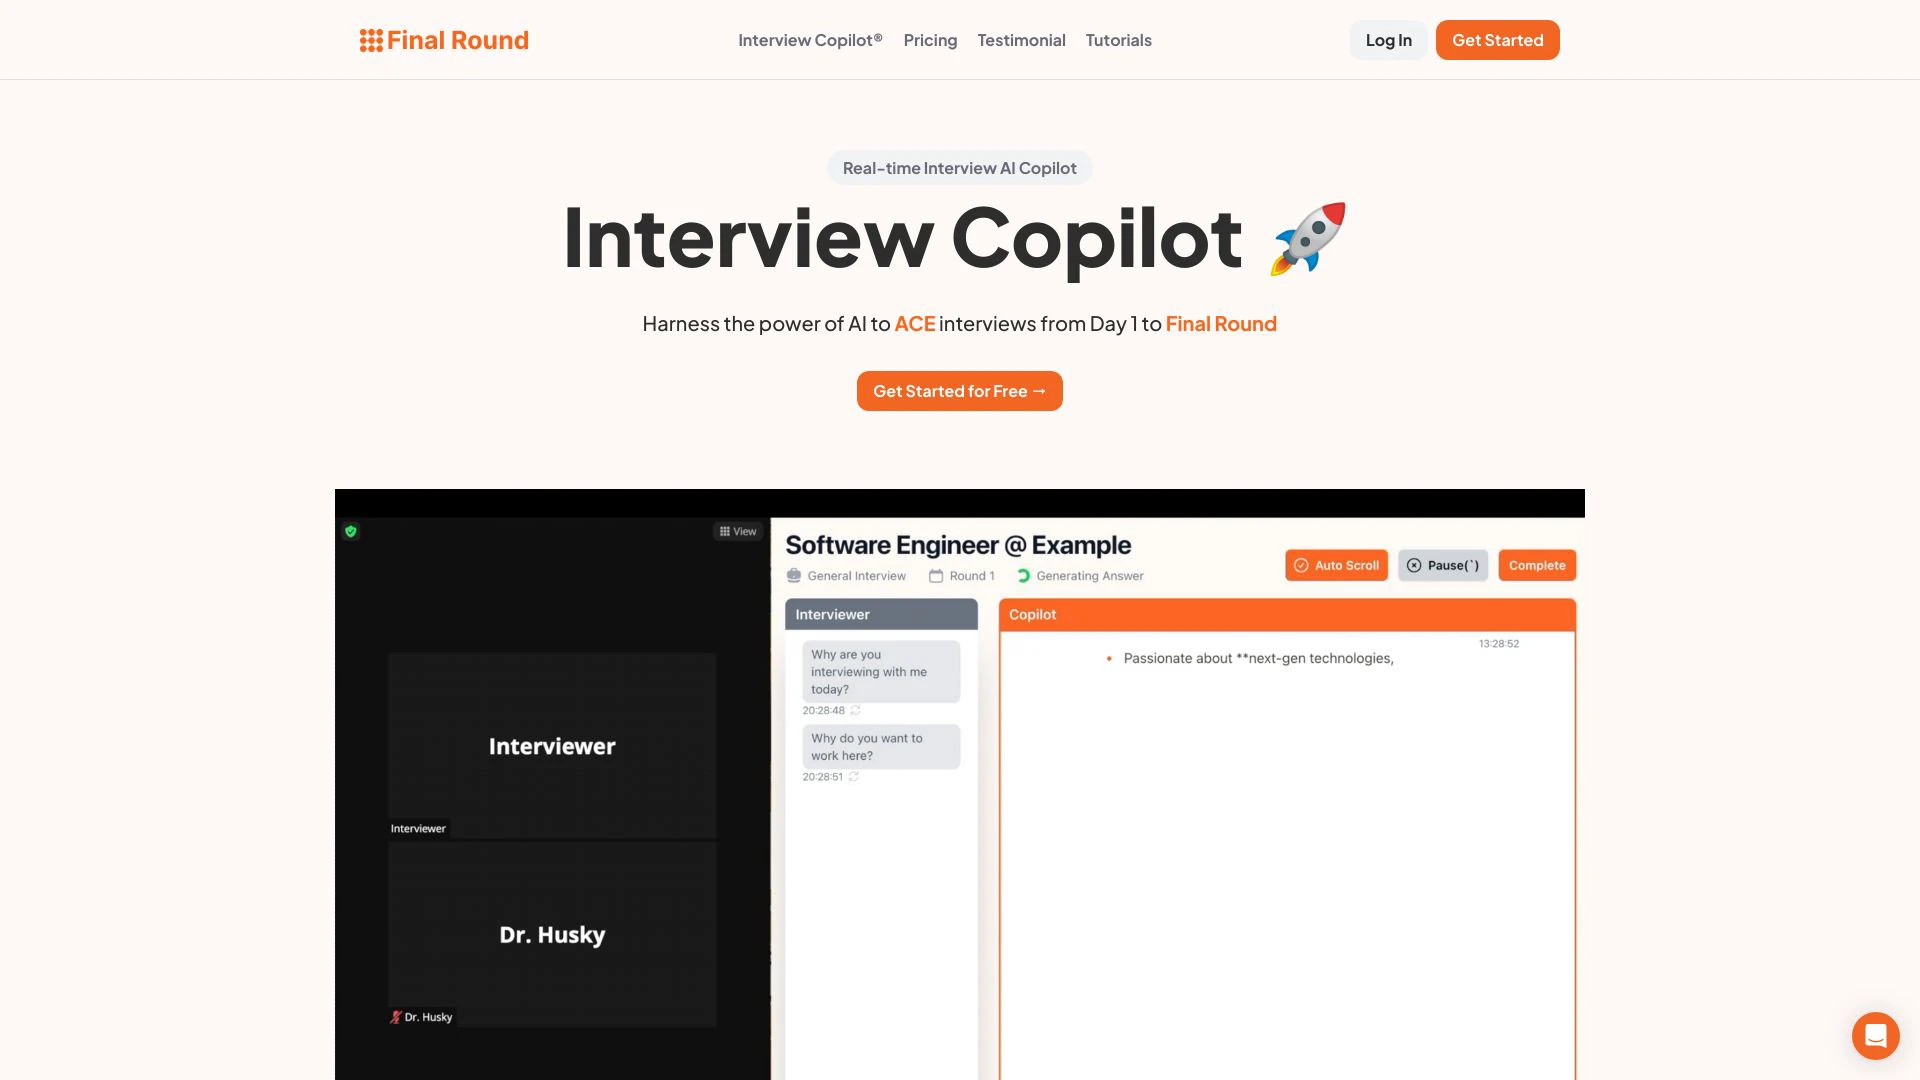 Final Round
Interview Copilot®
Pricing
Testimonial
Tutorials
Log In
Get Started
Real-time Interview AI Copilot
Interview Copilot 🚀
Harness the power of AI to ACE interviews from Day 1 to Final Round
Get Started for Free →
View
Interviewer
Interviewer
Dr. Husky
Dr. Husky
Software Engineer @ Example
General Interview
Round 1
Generating Answer
Auto Scroll
Pause(`)
Complete
Interviewer
Why are you
interviewing with me
today?
20:28:48
Why do you want to
work here?
20:28:51
Copilot
13:28:52
• Passionate about **next-gen technologies,